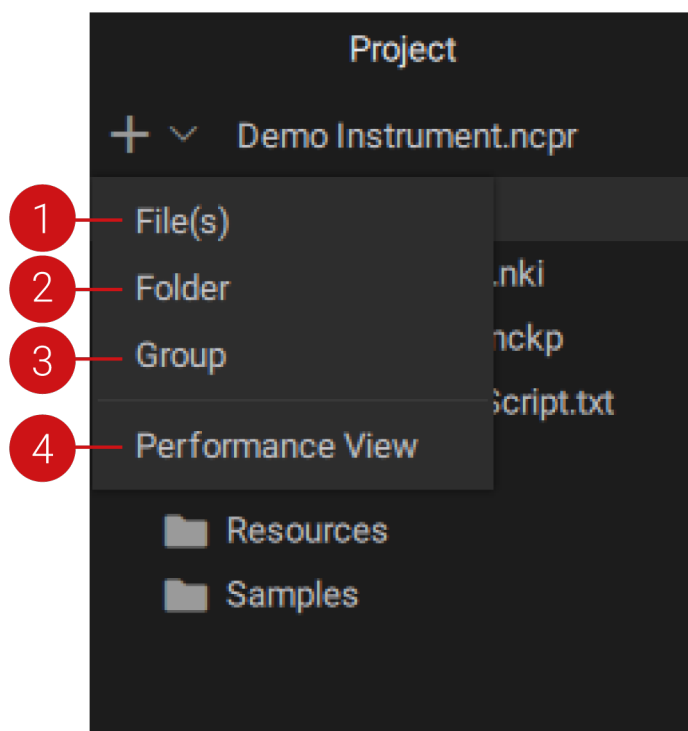 Project
Demo Instrument.ncpr
1 File(s)
.nki
2 Folder
nckp
3 Group
Script.txt
4 Performance View
Resources
Samples